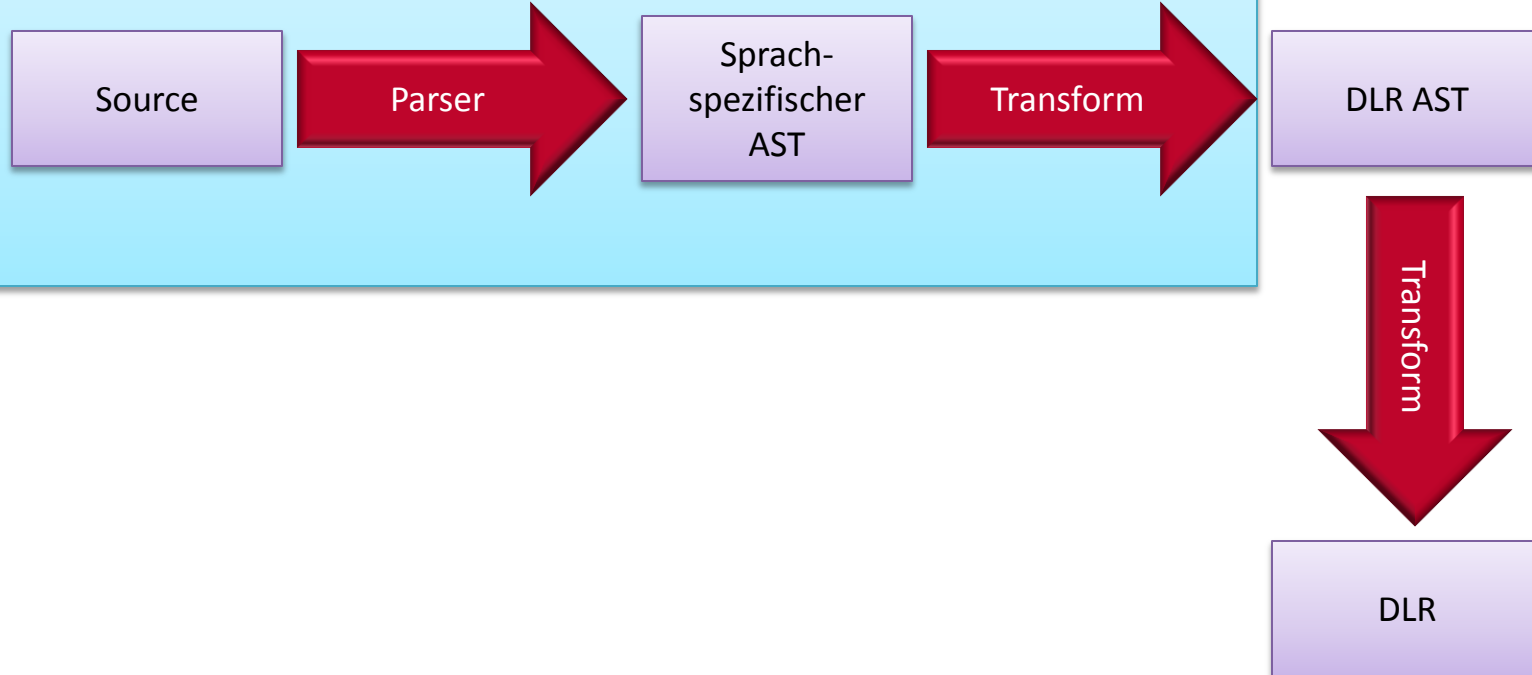 Source
Parser
Sprach-
spezifischer
AST
Transform
DLR AST
Transform
DLR